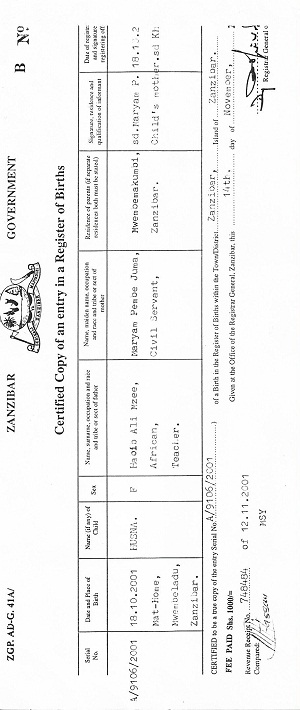 ZGP. AD-G. 41A/
ZANZIBAR GOVERNMENT
B No.
Certified Copy of an entry in a Register of Births
Serial No.
Date and Place of Birth
Name (if any) of Child
Sex
Name, surname, occupation and race and tribe or sect of father
Name, maiden name, occupation and race and tribe or sect of mother
Residence of parents (if separate residences both must be stated)
Signature, residence and qualification of informant
Date of registr and signature registering off
A/9106/2001 18.10.2001 HUSNA. F Habib Ali Mzee, Maryam Pembe Juma, Mwembemakumbi, sd.Maryam P. 18.10.2
Mat-Home, African, Civil Servant, Zanzibar. Child's mother. sd Kh
Mwembeladu, Teacher.
Zanzibar.
CERTIFIED to be a true copy of the entry Serial No. A/9106/2001 ) of a Birth in the Register of Births within the Town/District Zanzibar, Island of Zanzibar.
FEE PAID Shs. 1000/= Given at the Office of the Registrar General, Zanzibar, this 14th. day of November,
Revenue Receipt No. 748484 of 12.11.2001
Compared: MSY
Registrar General o